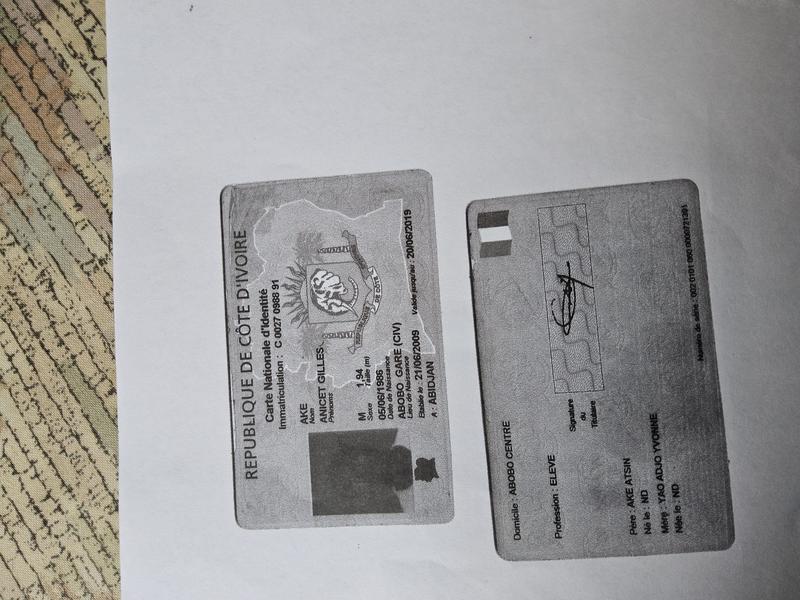 REPUBLIQUE DE CÔTE D'IVOIRE
Carte Nationale d'Identité
Immatriculation : C 0027 0988 91
AKE
Nom
ANICET GILLES
Prénoms
M 1,94
Sexe Taille (m)
05/06/1986
Date de Naissance
ABOBO GARE (CIV)
Lieu de Naissance
Etablie le : 21/06/2009 Valide jusqu'au : 20/06/2019
A : ABIDJAN
Domicile : ABOBO CENTRE
Profession : ELEVE
Signature
du
Titulaire
Père : AKE ATSIN
Né le : ND
Mère : YAO ADJO YVONNE
Née le : ND
Numéro de série :